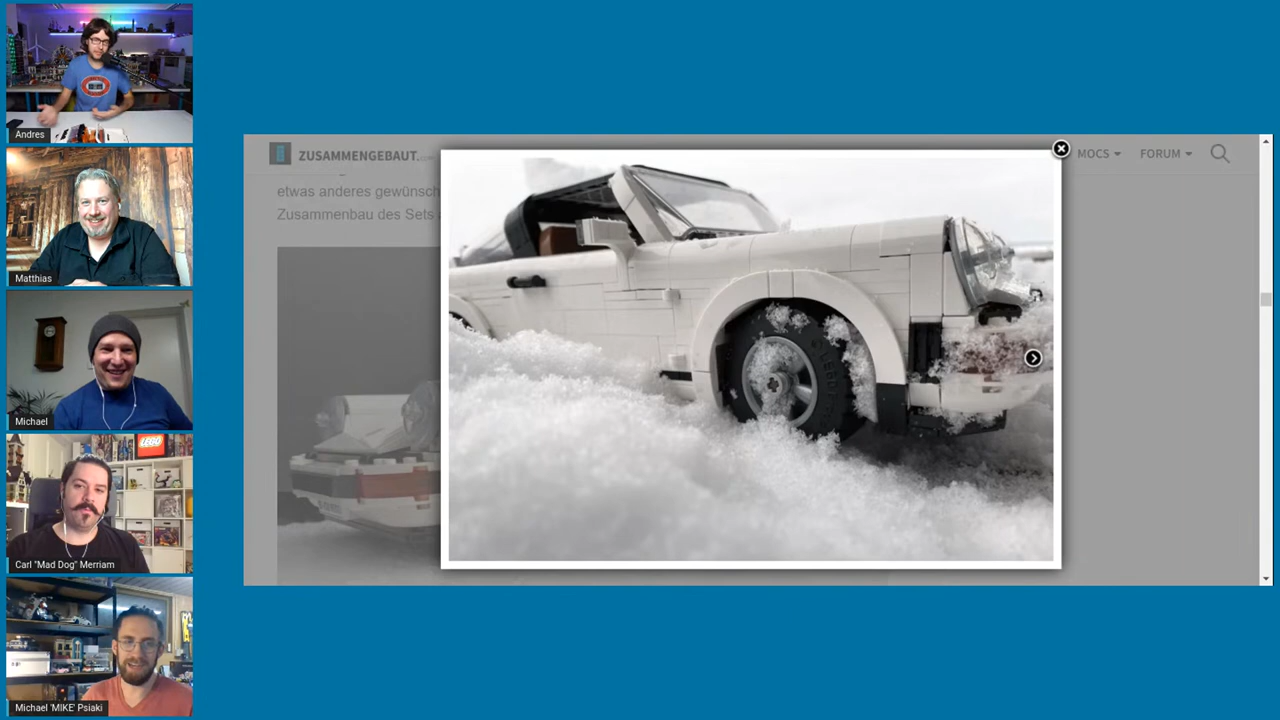 Andres
Matthias
Michael
LEGO
Carl "Mad Dog" Merriam
Michael 'MIKE' Psiaki
ZUSAMMENGEBAUT.com
MOCS
FORUM
etwas anderes gewünsch
Zusammenbau des Sets